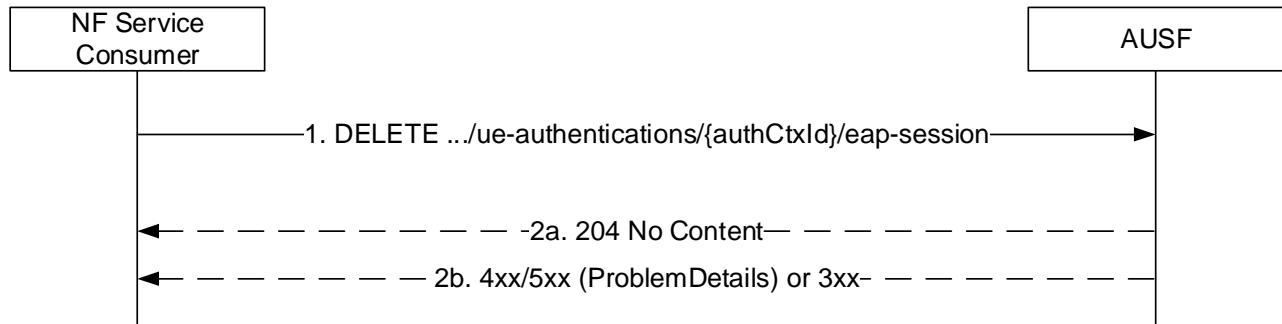 NF Service
Consumer
AUSF
1. DELETE .../ue-authentications/{authCtxId}/eap-session
2a. 204 No Content
2b. 4xx/5xx (ProblemDetails) or 3xx